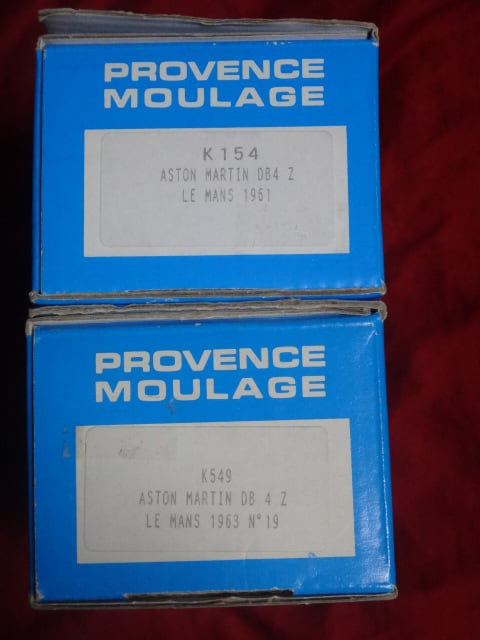 PROVENCE
MOULAGE
K154
ASTON MARTIN DB4 Z
LE MANS 1961
PROVENCE
MOULAGE
K549
ASTON MARTIN DB 4 Z
LE MANS 1963 N°19